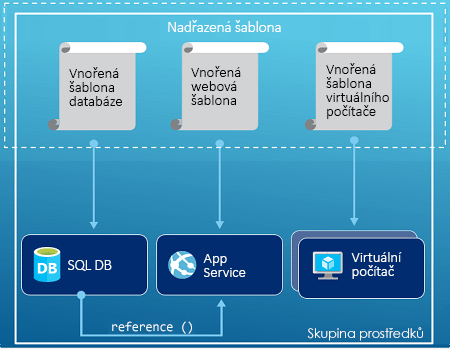 Nadřazená šablona
Vnořená
šablona
databáze
Vnořená
webová
šablona
Vnořená
šablona
virtuálního
počítače
DB
SQL DB
App
Service
Virtuální
počítač
reference ()
Skupina prostředků